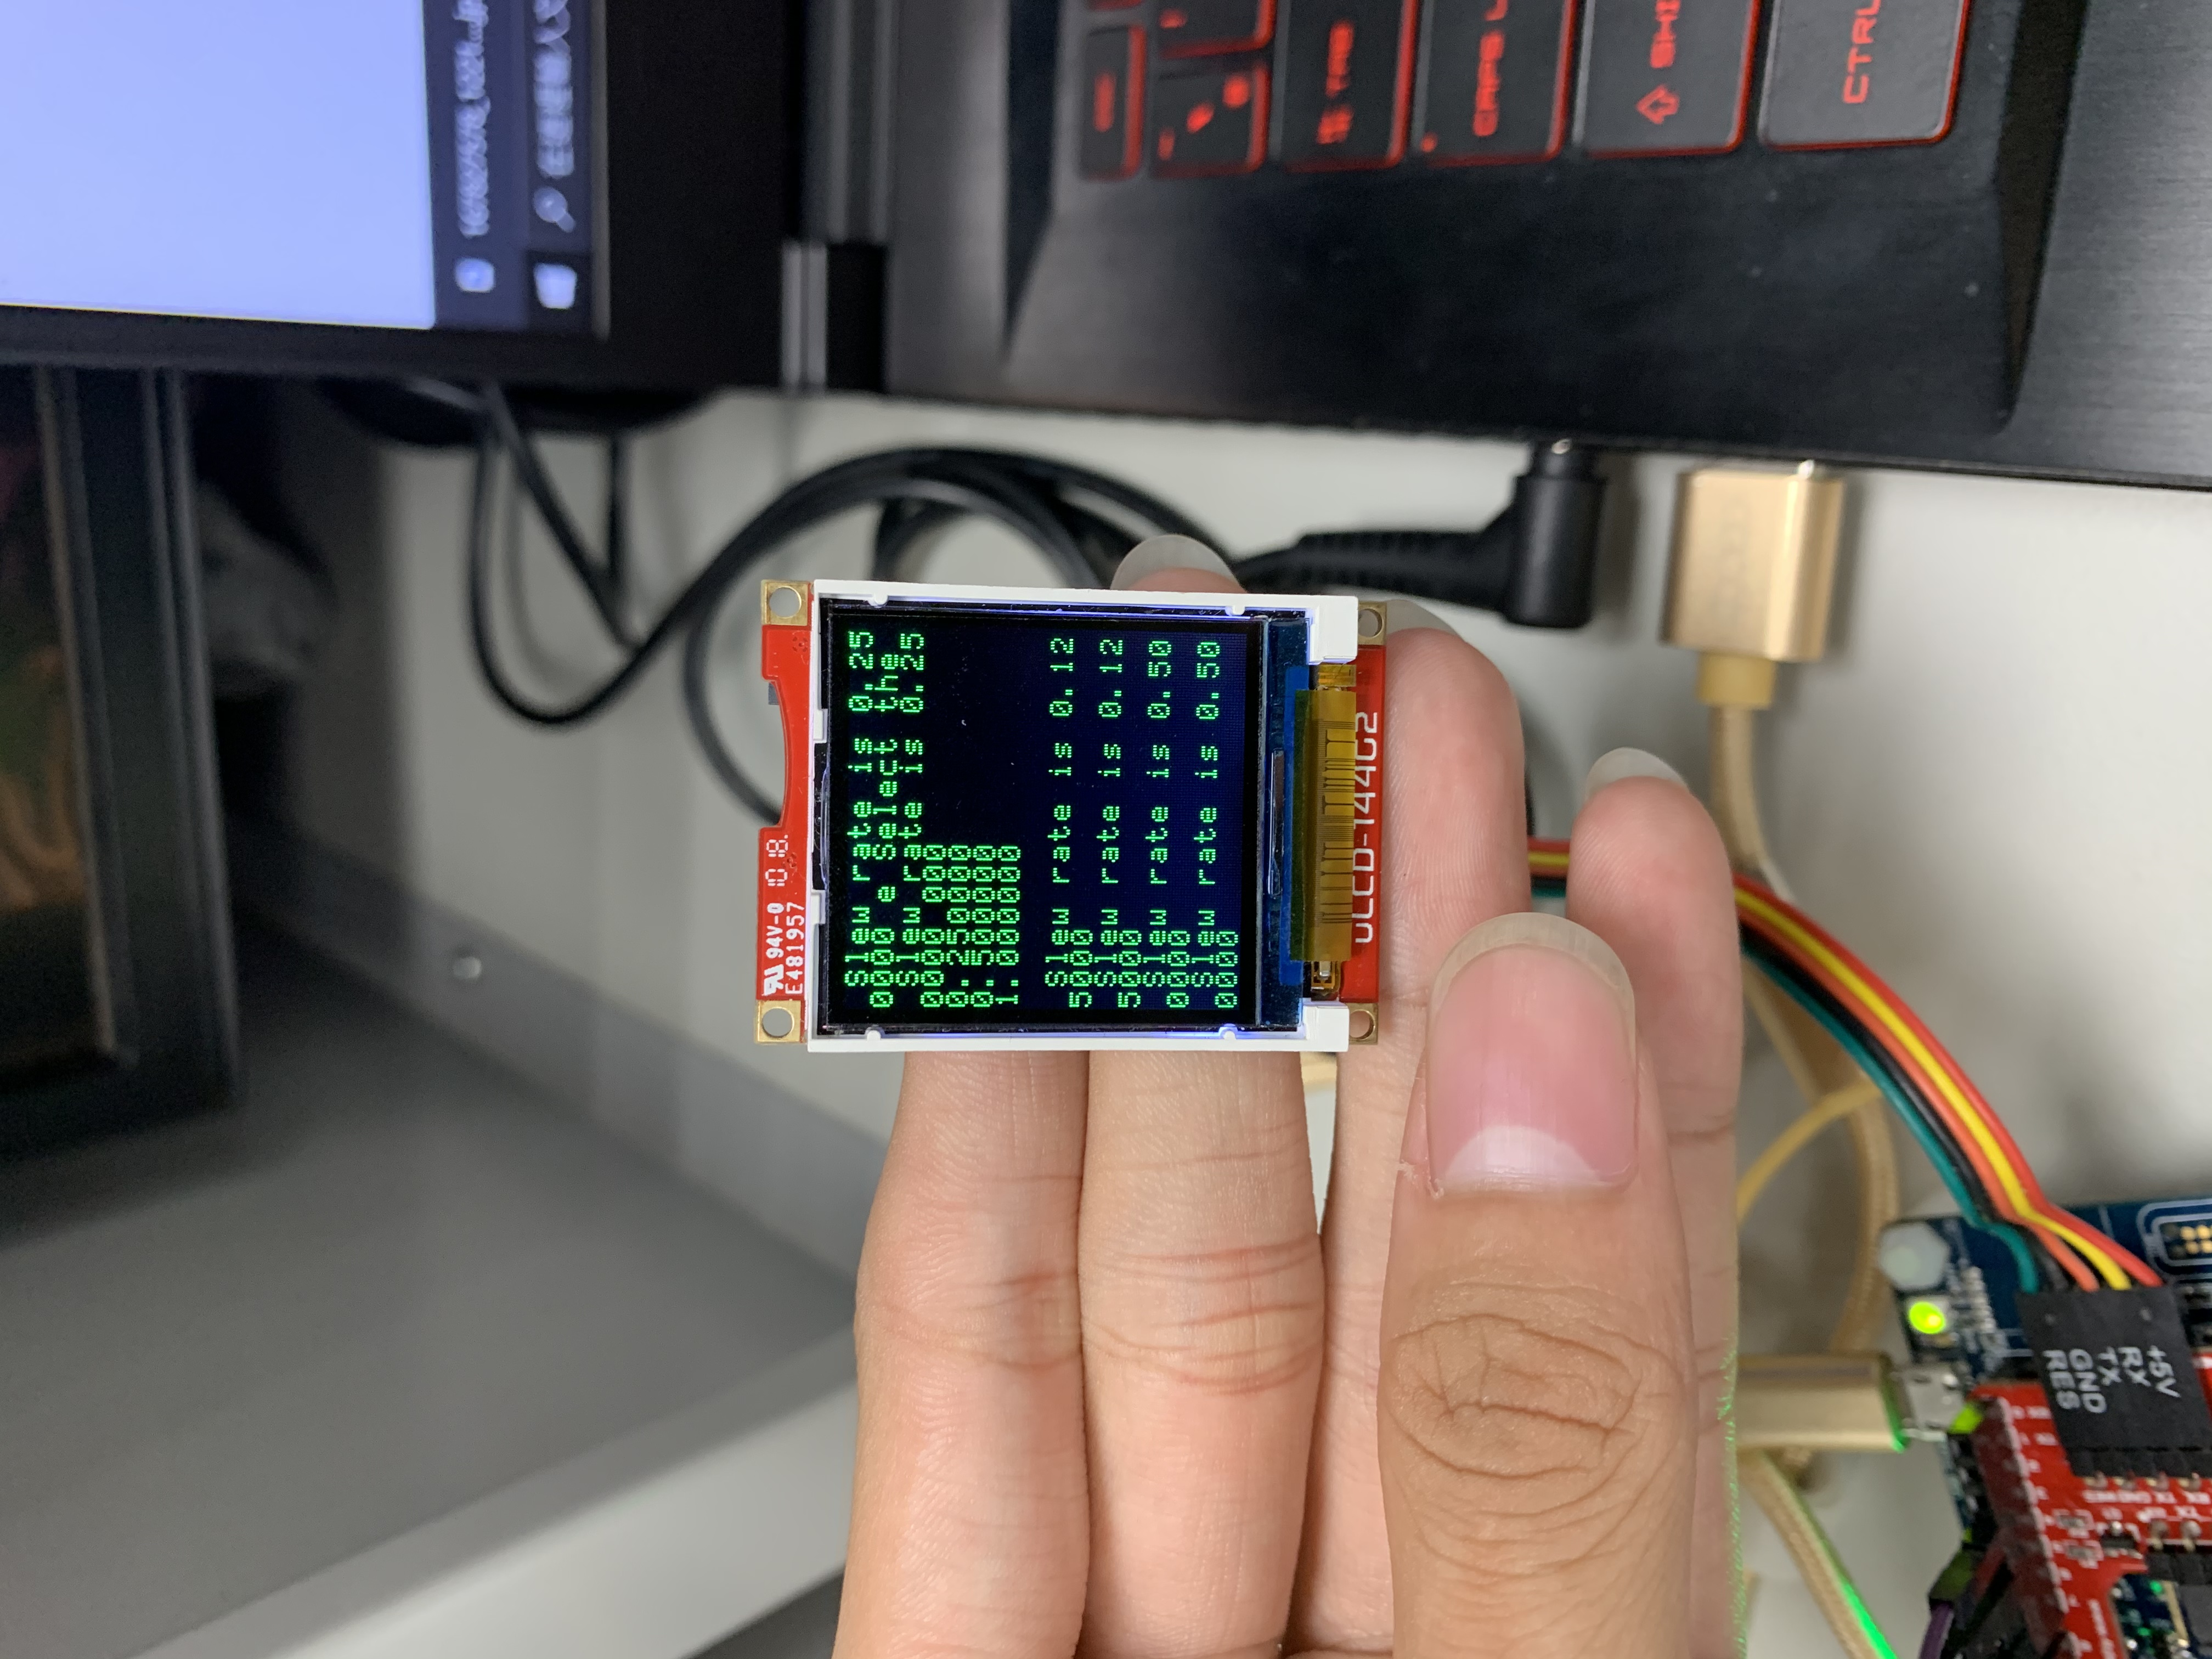 94V-0 1018.
E481957
Slew rate is 0.25
0000 e Select the
Slew rate is 0.25
0000 000
0.250000
0.500000
1.000000
Slew rate is 0.12
5000
Slew rate is 0.12
5000
Slew rate is 0.50
0000
Slew rate is 0.50
0000
uLCD-144G2
ESC
TAB
CAPS
SHI
CTRL
RES
GND
TX
RX
+5V